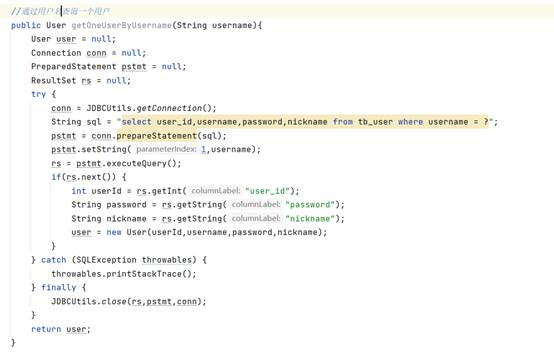 //通过用户名查询一个用户
public User getOneUserByUsername(String username){
    User user = null;
    Connection conn = null;
    PreparedStatement pstmt = null;
    ResultSet rs = null;
    try {
        conn = JDBCUtils.getConnection();
        String sql = "select user_id,username,password,nickname from tb_user where username = ?";
        pstmt = conn.prepareStatement(sql);
        pstmt.setString( parameterIndex: 1,username);
        rs = pstmt.executeQuery();
        if(rs.next()) {
            int userId = rs.getInt( columnLabel: "user_id");
            String password = rs.getString( columnLabel: "password");
            String nickname = rs.getString( columnLabel: "nickname");
            user = new User(userId,username,password,nickname);
        }
    } catch (SQLException throwables) {
        throwables.printStackTrace();
    } finally {
        JDBCUtils.close(rs,pstmt,conn);
    }
    return user;
}